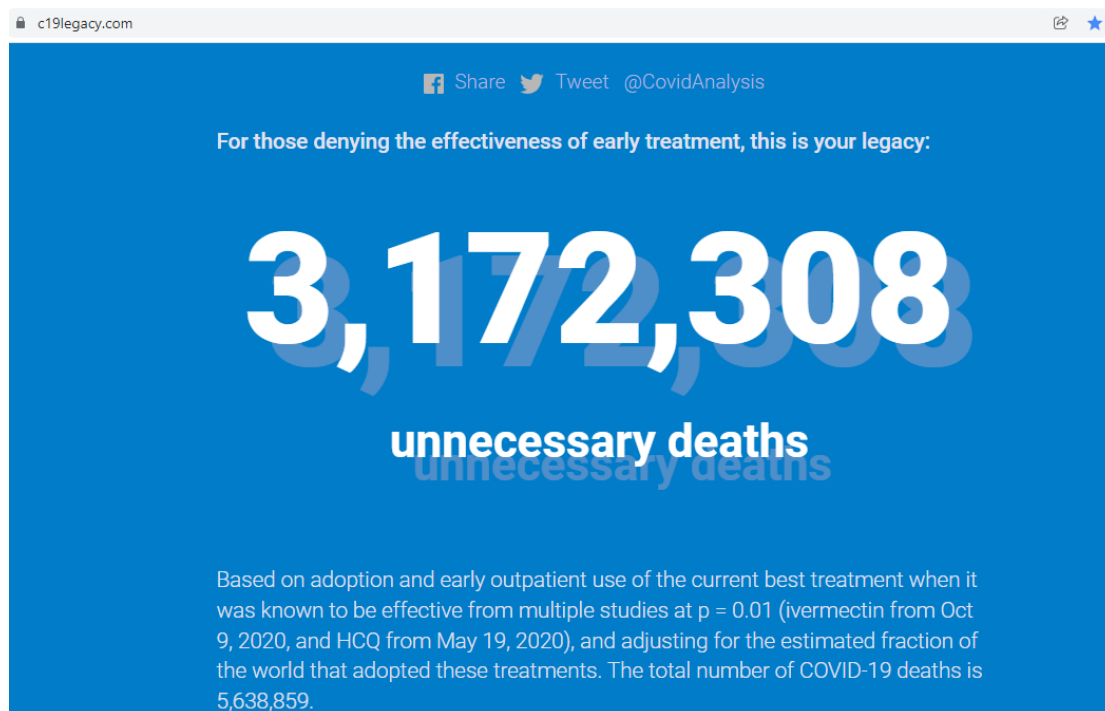 c19legacy.com
Share Tweet @CovidAnalysis
For those denying the effectiveness of early treatment, this is your legacy:
3,172,308
unnecessary deaths
Based on adoption and early outpatient use of the current best treatment when it
was known to be effective from multiple studies at p = 0.01 (ivermectin from Oct
9, 2020, and HCQ from May 19, 2020), and adjusting for the estimated fraction of
the world that adopted these treatments. The total number of COVID-19 deaths is
5,638,859.